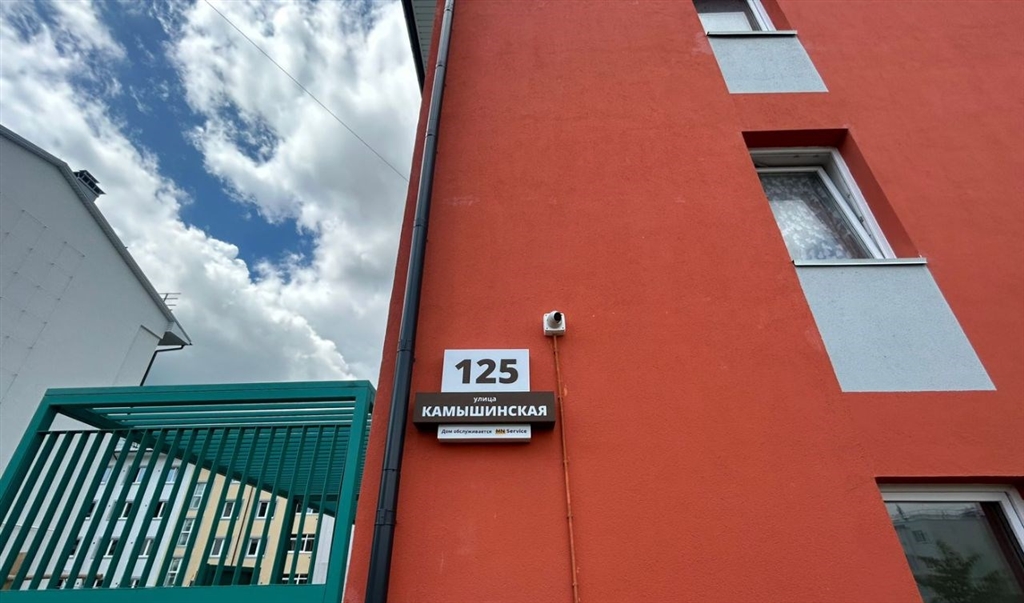 125
улица
КАМЫШИНСКАЯ
Дом обслуживается MN Service